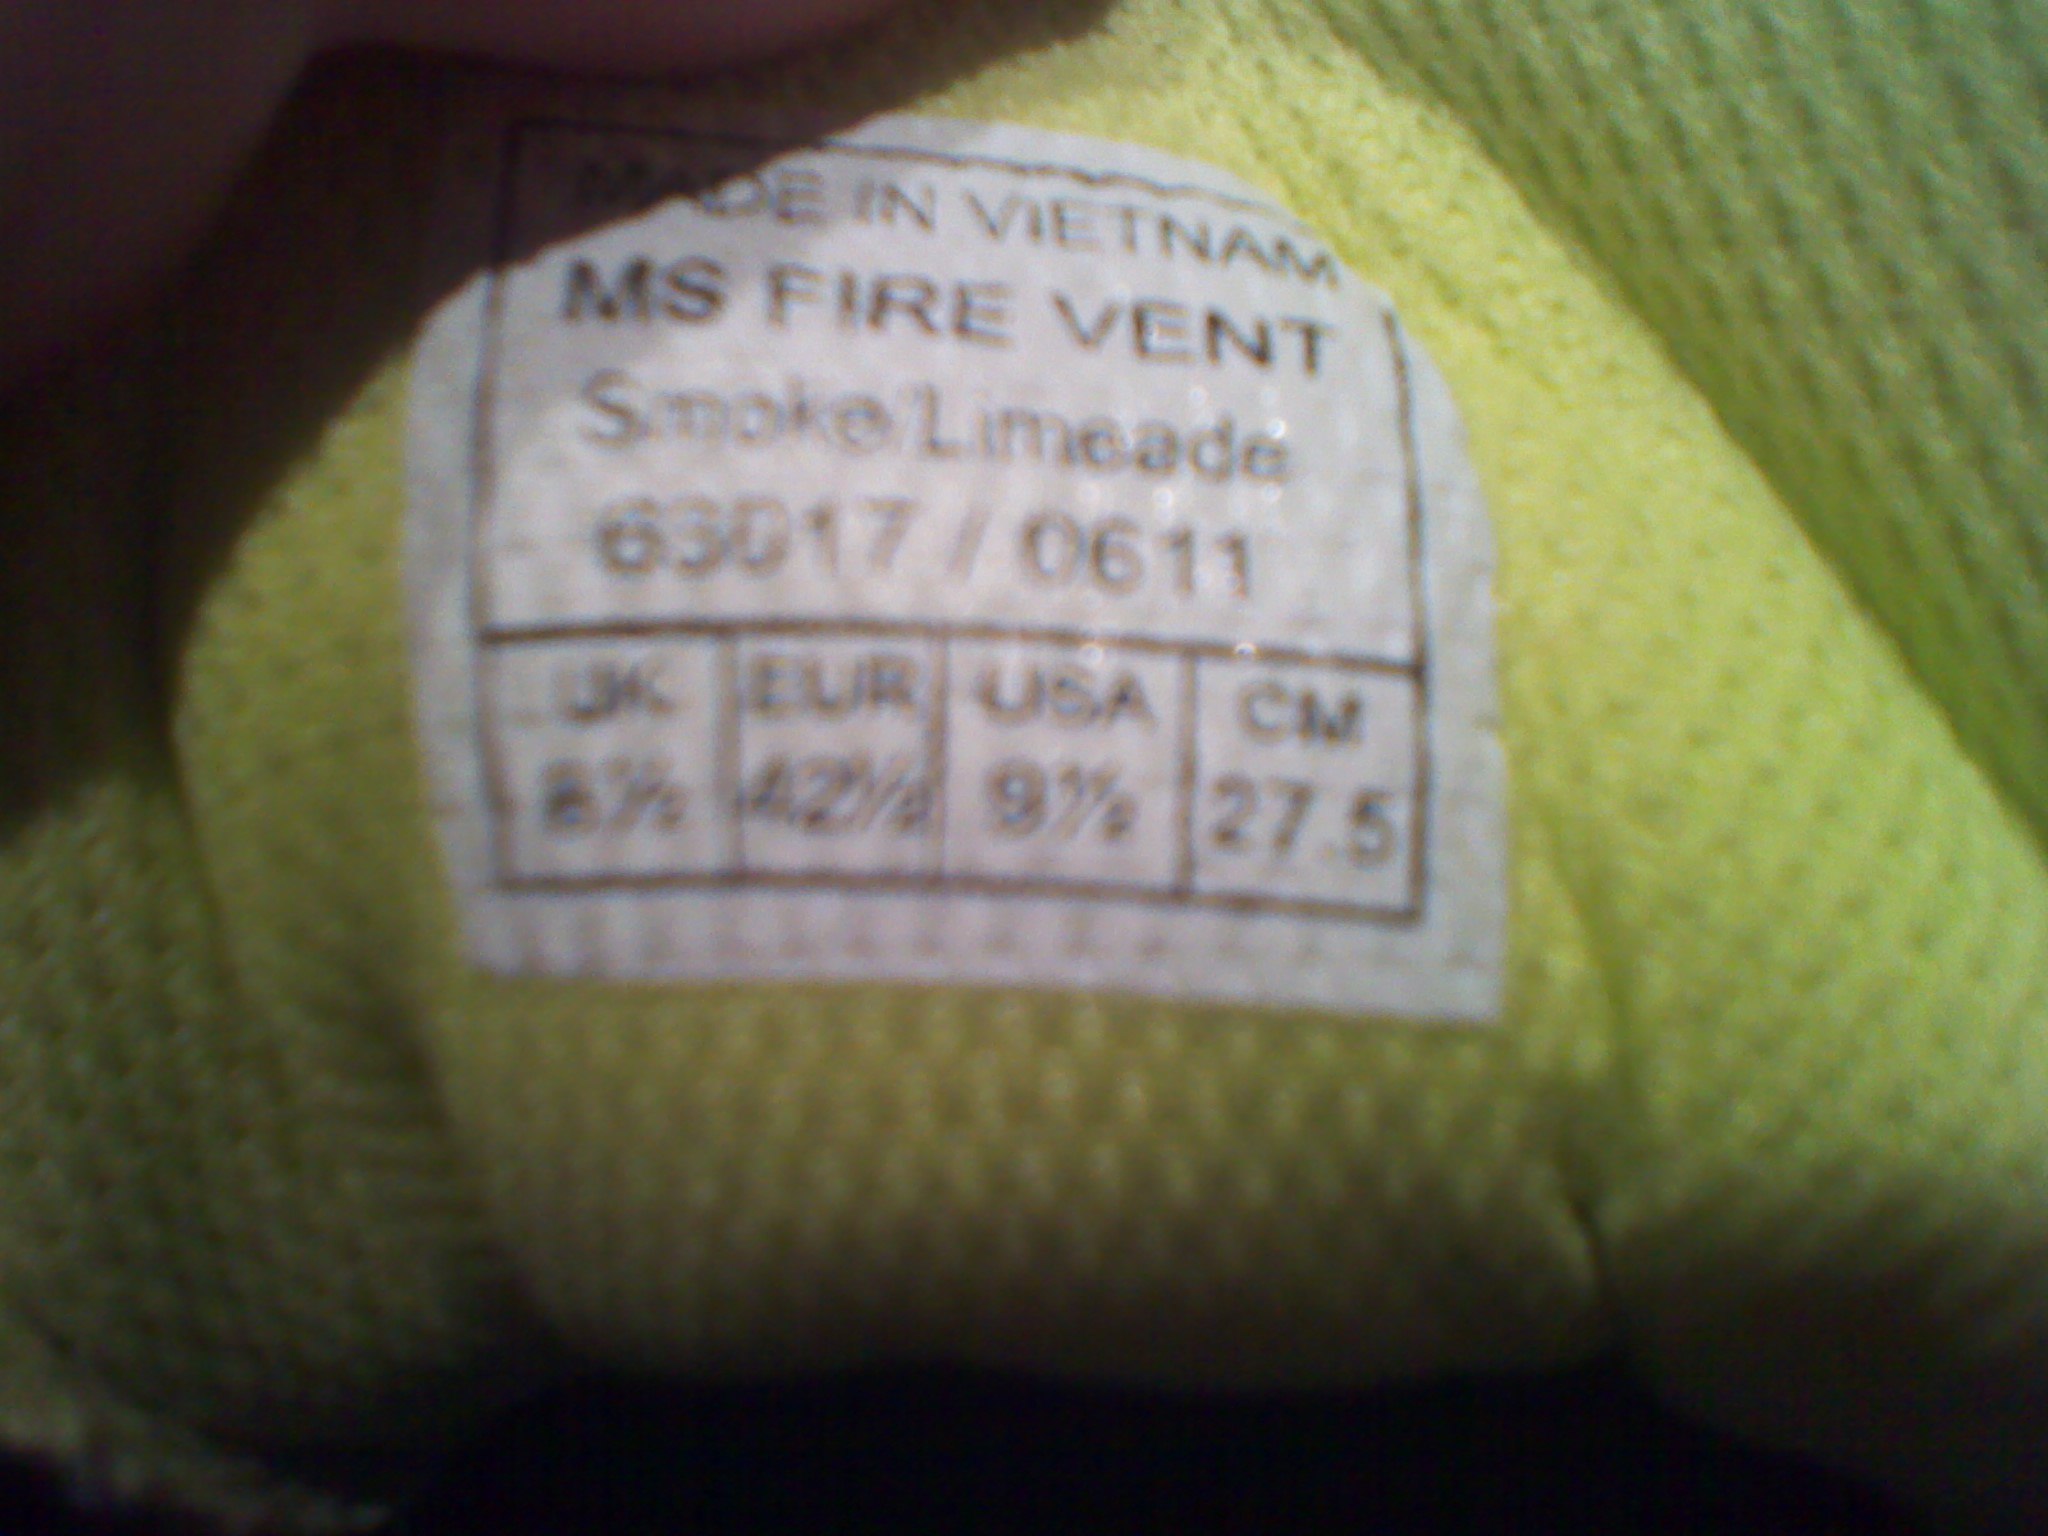 MADE IN VIETNAM
MS FIRE VENT
Smoke/Limeade
63017 / 0611
UK EUR USA CM
8½ 42½ 9½ 27.5